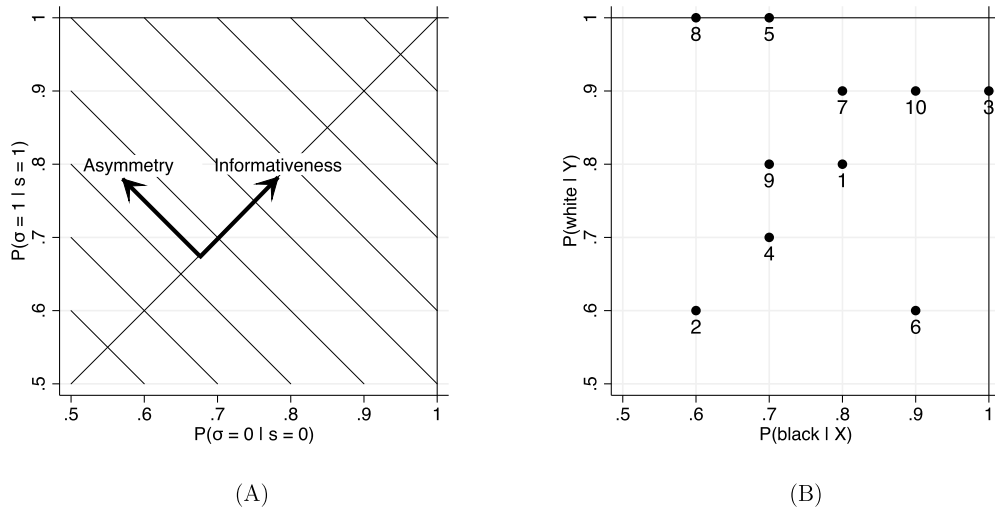 1
.9
.8
.7
.6
.5
P(σ = 1 | s = 1)
Asymmetry
Informativeness
.5 .6 .7 .8 .9 1
P(σ = 0 | s = 0)
(A)
1
.9
.8
.7
.6
.5
P(white | Y)
8 5
7 10 3
9 1
4
2 6
.5 .6 .7 .8 .9 1
P(black | X)
(B)